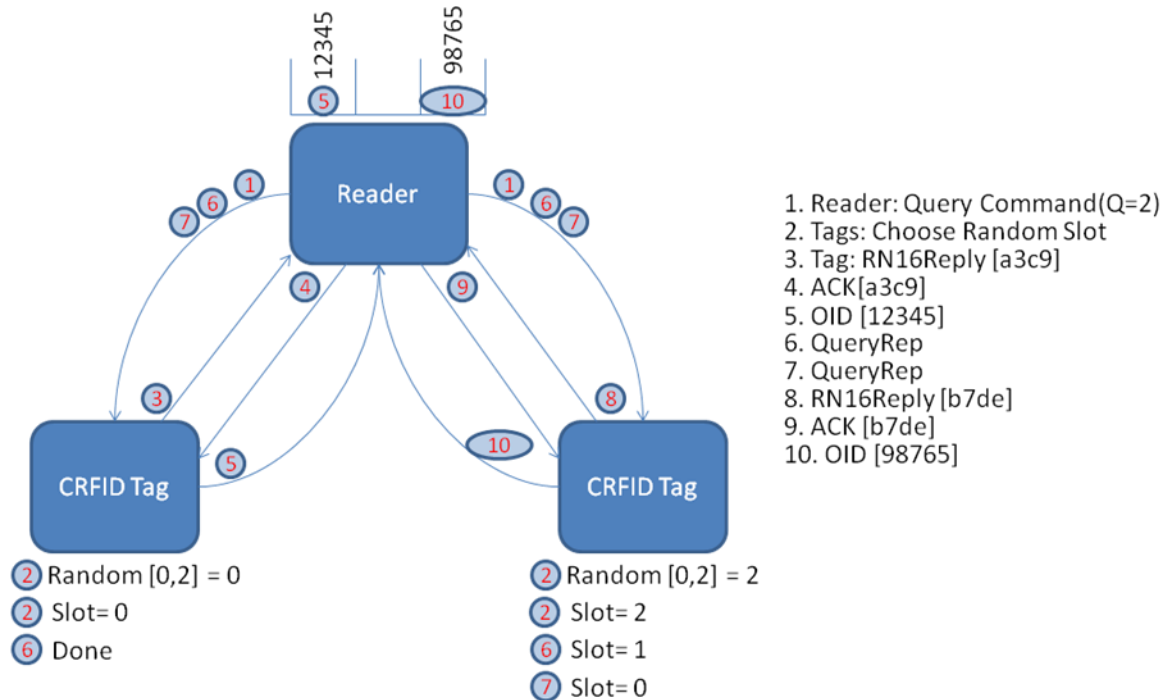 12345
98765
5
10
Reader
1
6
7
1
6
7
4
9
3
8
5
10
CRFID Tag
CRFID Tag
2 Random [0,2] = 0
2 Slot= 0
6 Done
2 Random [0,2] = 2
2 Slot= 2
6 Slot= 1
7 Slot= 0
1. Reader: Query Command(Q=2)
2. Tags: Choose Random Slot
3. Tag: RN16Reply [a3c9]
4. ACK[a3c9]
5. OID [12345]
6. QueryRep
7. QueryRep
8. RN16Reply [b7de]
9. ACK [b7de]
10. OID [98765]